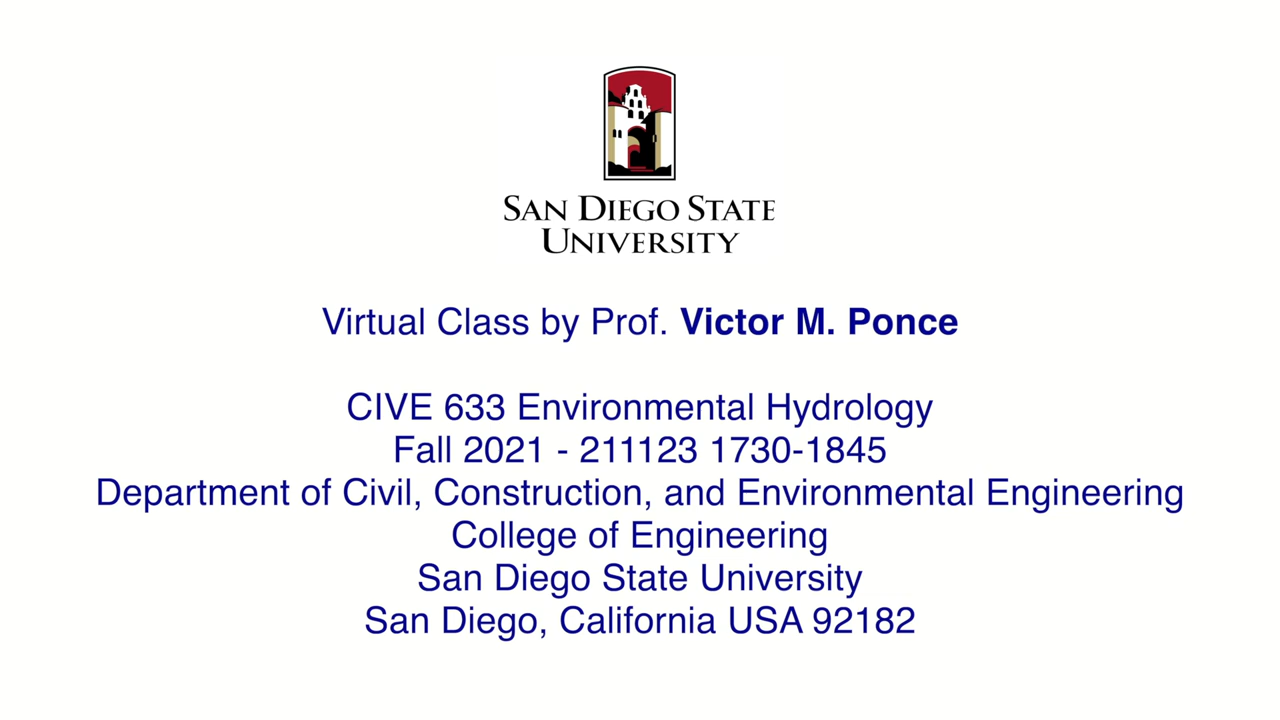 SAN DIEGO STATE
UNIVERSITY
Virtual Class by Prof. Victor M. Ponce
CIVE 633 Environmental Hydrology
Fall 2021 - 211123 1730-1845
Department of Civil, Construction, and Environmental Engineering
College of Engineering
San Diego State University
San Diego, California USA 92182